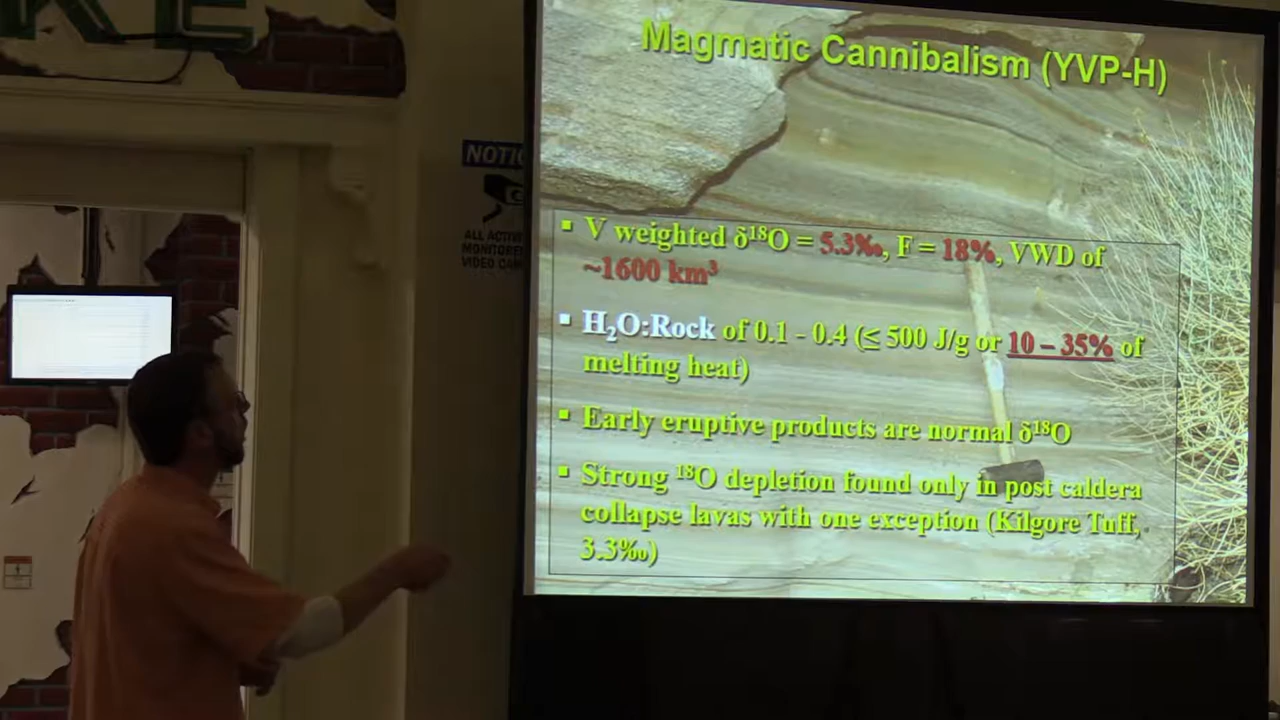 KE
Magmatic Cannibalism (YVP-H)
NOTI
ALL ACTIV
MONITORE
VIDEO CAM
▪ V weighted δ¹⁸O = 5.3‰, F = 18%, VWD of
~1600 km³
▪ H₂O:Rock of 0.1 - 0.4 (≤ 500 J/g or 10 – 35% of
melting heat)
▪ Early eruptive products are normal δ¹⁸O
▪ Strong ¹⁸O depletion found only in post caldera
collapse lavas with one exception (Kilgore Tuff,
3.3‰)